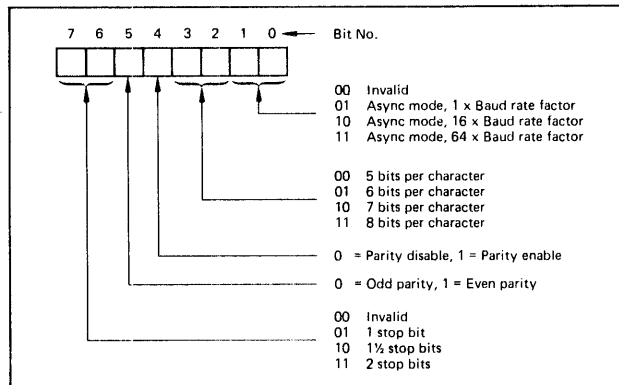 7 6 5 4 3 2 1 0 Bit No.
00 Invalid
01 Async mode, 1 x Baud rate factor
10 Async mode, 16 x Baud rate factor
11 Async mode, 64 x Baud rate factor
00 5 bits per character
01 6 bits per character
10 7 bits per character
11 8 bits per character
0 = Parity disable, 1 = Parity enable
0 = Odd parity, 1 = Even parity
00 Invalid
01 1 stop bit
10 1½ stop bits
11 2 stop bits